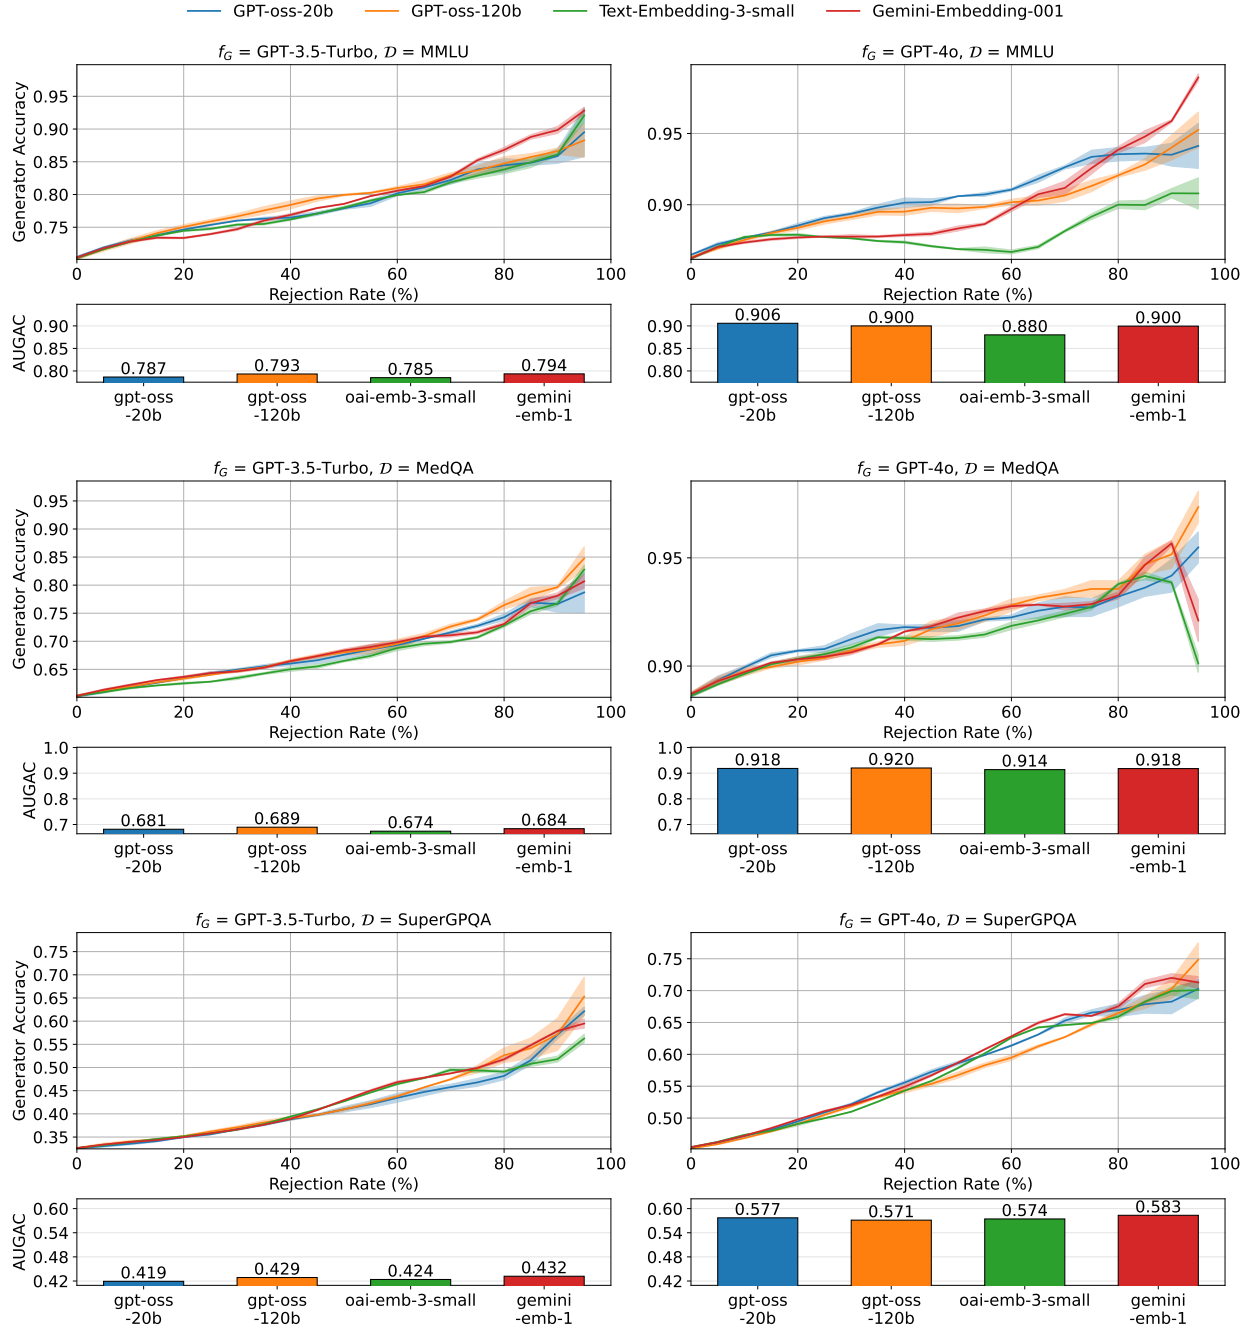 GPT-oss-20b GPT-oss-120b Text-Embedding-3-small Gemini-Embedding-001
f_G = GPT-3.5-Turbo, 𝒟 = MMLU
Generator Accuracy
0.95
0.90
0.85
0.80
0.75
0 20 40 60 80 100
Rejection Rate (%)
AUGAC
0.90
0.85
0.80
0.787 0.793 0.785 0.794
gpt-oss gpt-oss oai-emb-3-small gemini
-20b -120b -emb-1
f_G = GPT-4o, 𝒟 = MMLU
0.95
0.90
0 20 40 60 80 100
Rejection Rate (%)
0.90
0.85
0.80
0.906 0.900 0.880 0.900
gpt-oss gpt-oss oai-emb-3-small gemini
-20b -120b -emb-1
f_G = GPT-3.5-Turbo, 𝒟 = MedQA
Generator Accuracy
0.95
0.90
0.85
0.80
0.75
0.70
0.65
0 20 40 60 80 100
Rejection Rate (%)
AUGAC
1.0
0.9
0.8
0.7
0.681 0.689 0.674 0.684
gpt-oss gpt-oss oai-emb-3-small gemini
-20b -120b -emb-1
f_G = GPT-4o, 𝒟 = MedQA
0.95
0.90
0 20 40 60 80 100
Rejection Rate (%)
1.0
0.9
0.8
0.7
0.918 0.920 0.914 0.918
gpt-oss gpt-oss oai-emb-3-small gemini
-20b -120b -emb-1
f_G = GPT-3.5-Turbo, 𝒟 = SuperGPQA
Generator Accuracy
0.75
0.70
0.65
0.60
0.55
0.50
0.45
0.40
0.35
0 20 40 60 80 100
Rejection Rate (%)
AUGAC
0.60
0.54
0.48
0.42
0.419 0.429 0.424 0.432
gpt-oss gpt-oss oai-emb-3-small gemini
-20b -120b -emb-1
f_G = GPT-4o, 𝒟 = SuperGPQA
0.75
0.70
0.65
0.60
0.55
0.50
0 20 40 60 80 100
Rejection Rate (%)
0.60
0.54
0.48
0.42
0.577 0.571 0.574 0.583
gpt-oss gpt-oss oai-emb-3-small gemini
-20b -120b -emb-1